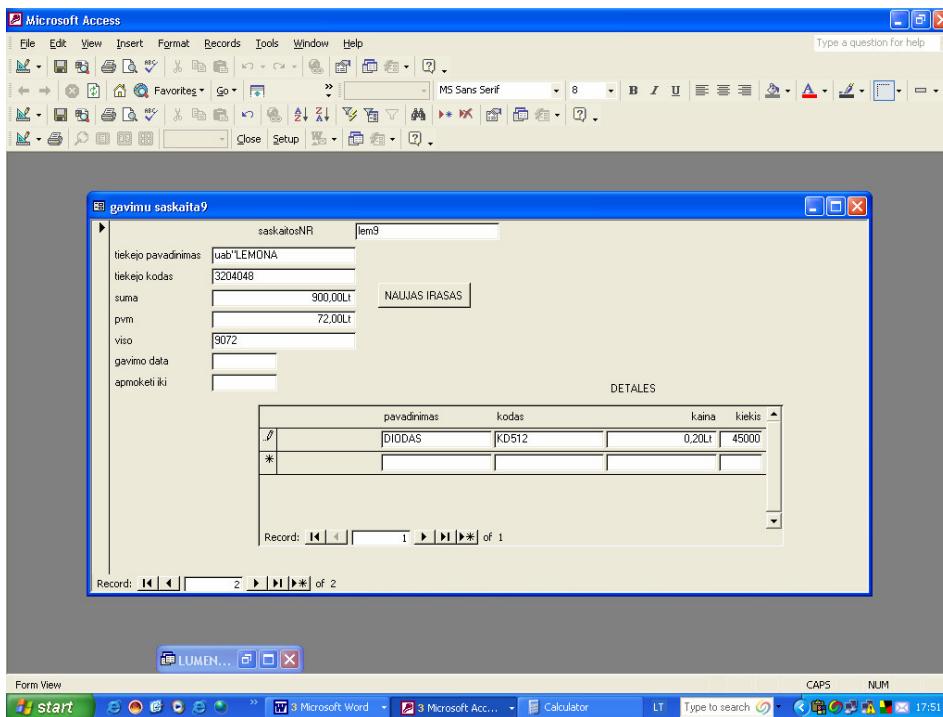 Microsoft Access
File Edit View Insert Format Records Tools Window Help
Type a question for help
Favorites Go MS Sans Serif 8 B I U
Close Setup
gavimu saskaita9
saskaitosNR lem9
tiekejo pavadinimas uab"LEMONA
tiekejo kodas 3204048
suma 900,00Lt NAUJAS IRASAS
pvm 72,00Lt
viso 9072
gavimo data
apmoketi iki
DETALES
pavadinimas kodas kaina kiekis
DIODAS KD512 0,20Lt 45000
Record: 1 of 1
Record: 2 of 2
LUMEN...
Form View CAPS NUM
start 3 Microsoft Word 3 Microsoft Acc... Calculator LT Type to search 17:51